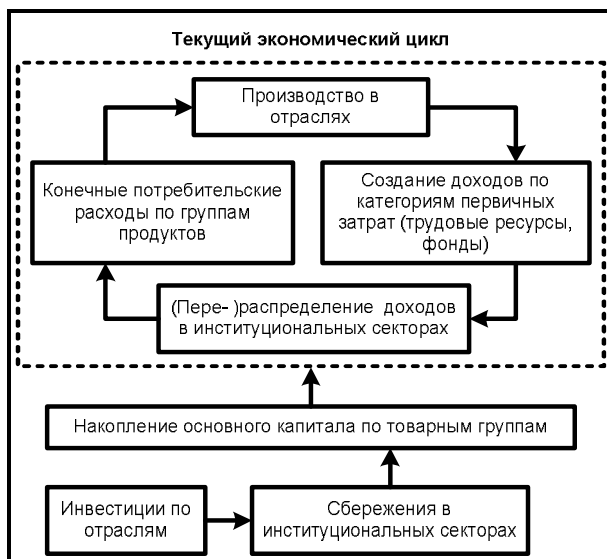 Текущий экономический цикл
Производство в
отраслях
Конечные потребительские
расходы по группам
продуктов
Создание доходов по
категориям первичных
затрат (трудовые ресурсы,
фонды)
(Пере- )распределение доходов
в институциональных секторах
Накопление основного капитала по товарным группам
Инвестиции по
отраслям
Сбережения в
институциональных секторах